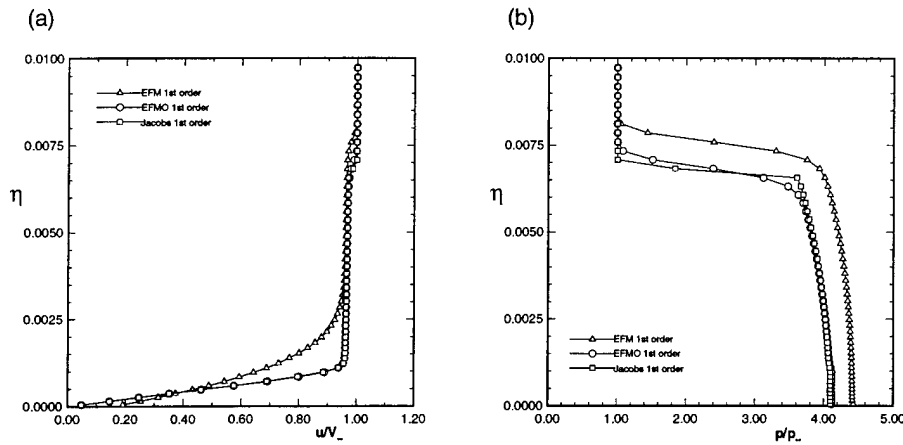 (a)
0.0100
EFM 1st order
EFMO 1st order
Jacobs 1st order
0.0075
η
0.0050
0.0025
0.0000
0.00 0.20 0.40 0.60 0.80 1.00 1.20
u/V_
(b)
0.0100
0.0075
η
0.0050
0.0025
EFM 1st order
EFMO 1st order
Jacobs 1st order
0.0000
0.00 1.00 2.00 3.00 4.00 5.00
p/p_